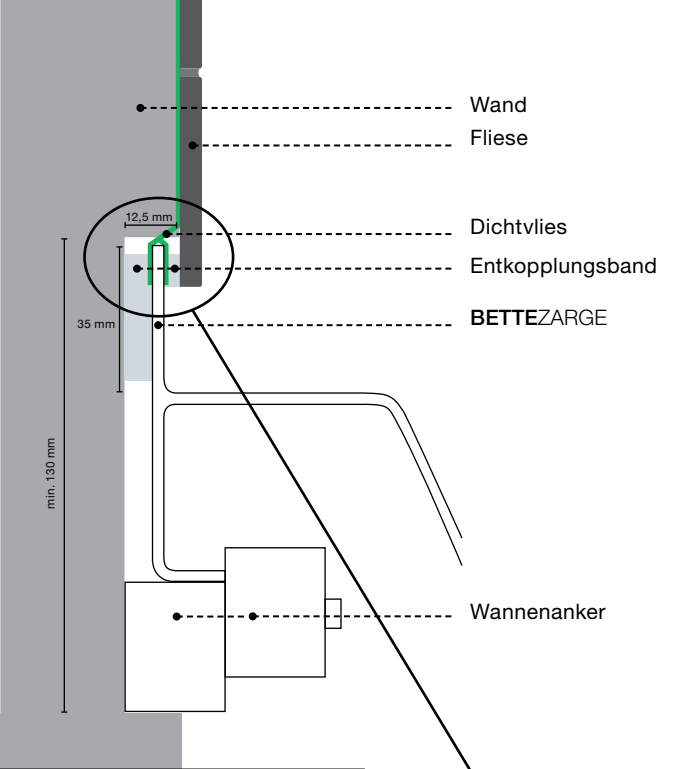 Wand
Fliese
12,5 mm
Dichtvlies
Entkopplungsband
35 mm
BETTEZARGE
min. 130 mm
Wannenanker